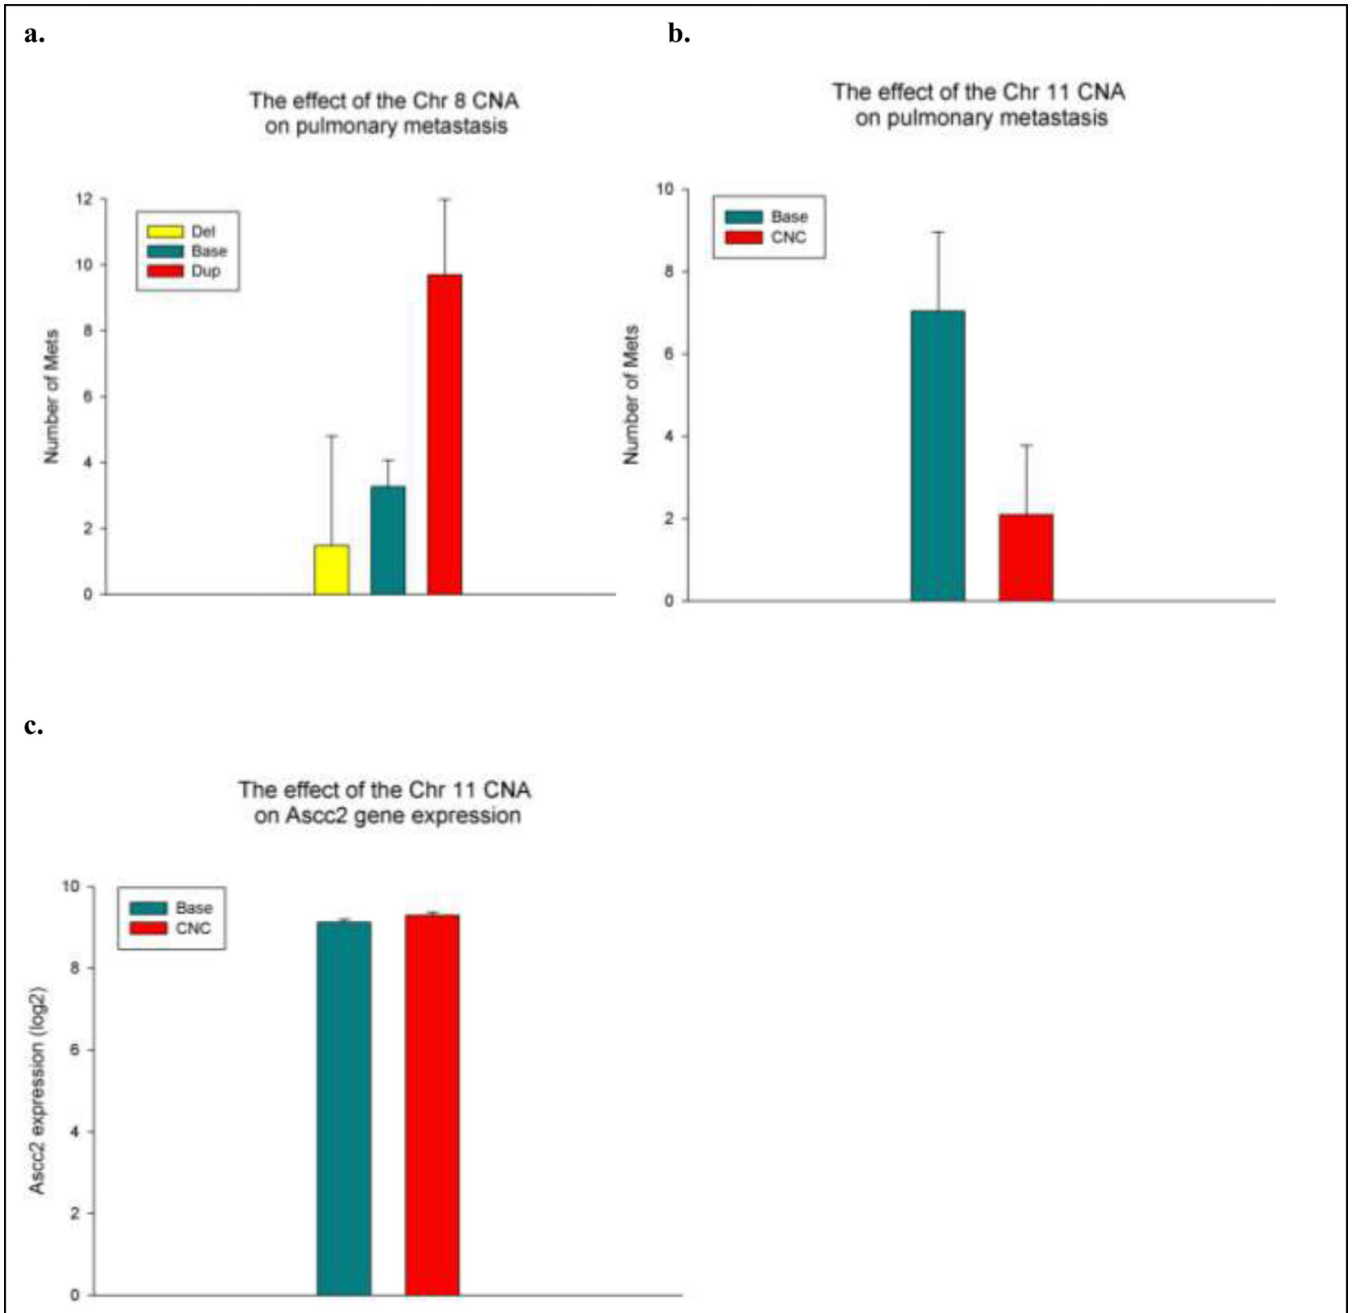 a.
The effect of the Chr 8 CNA
on pulmonary metastasis
12
10
8
6
4
2
0
Number of Mets
Del
Base
Dup
b.
The effect of the Chr 11 CNA
on pulmonary metastasis
10
8
6
4
2
0
Number of Mets
Base
CNC
c.
The effect of the Chr 11 CNA
on Ascc2 gene expression
10
8
6
4
2
0
Ascc2 expression (log2)
Base
CNC